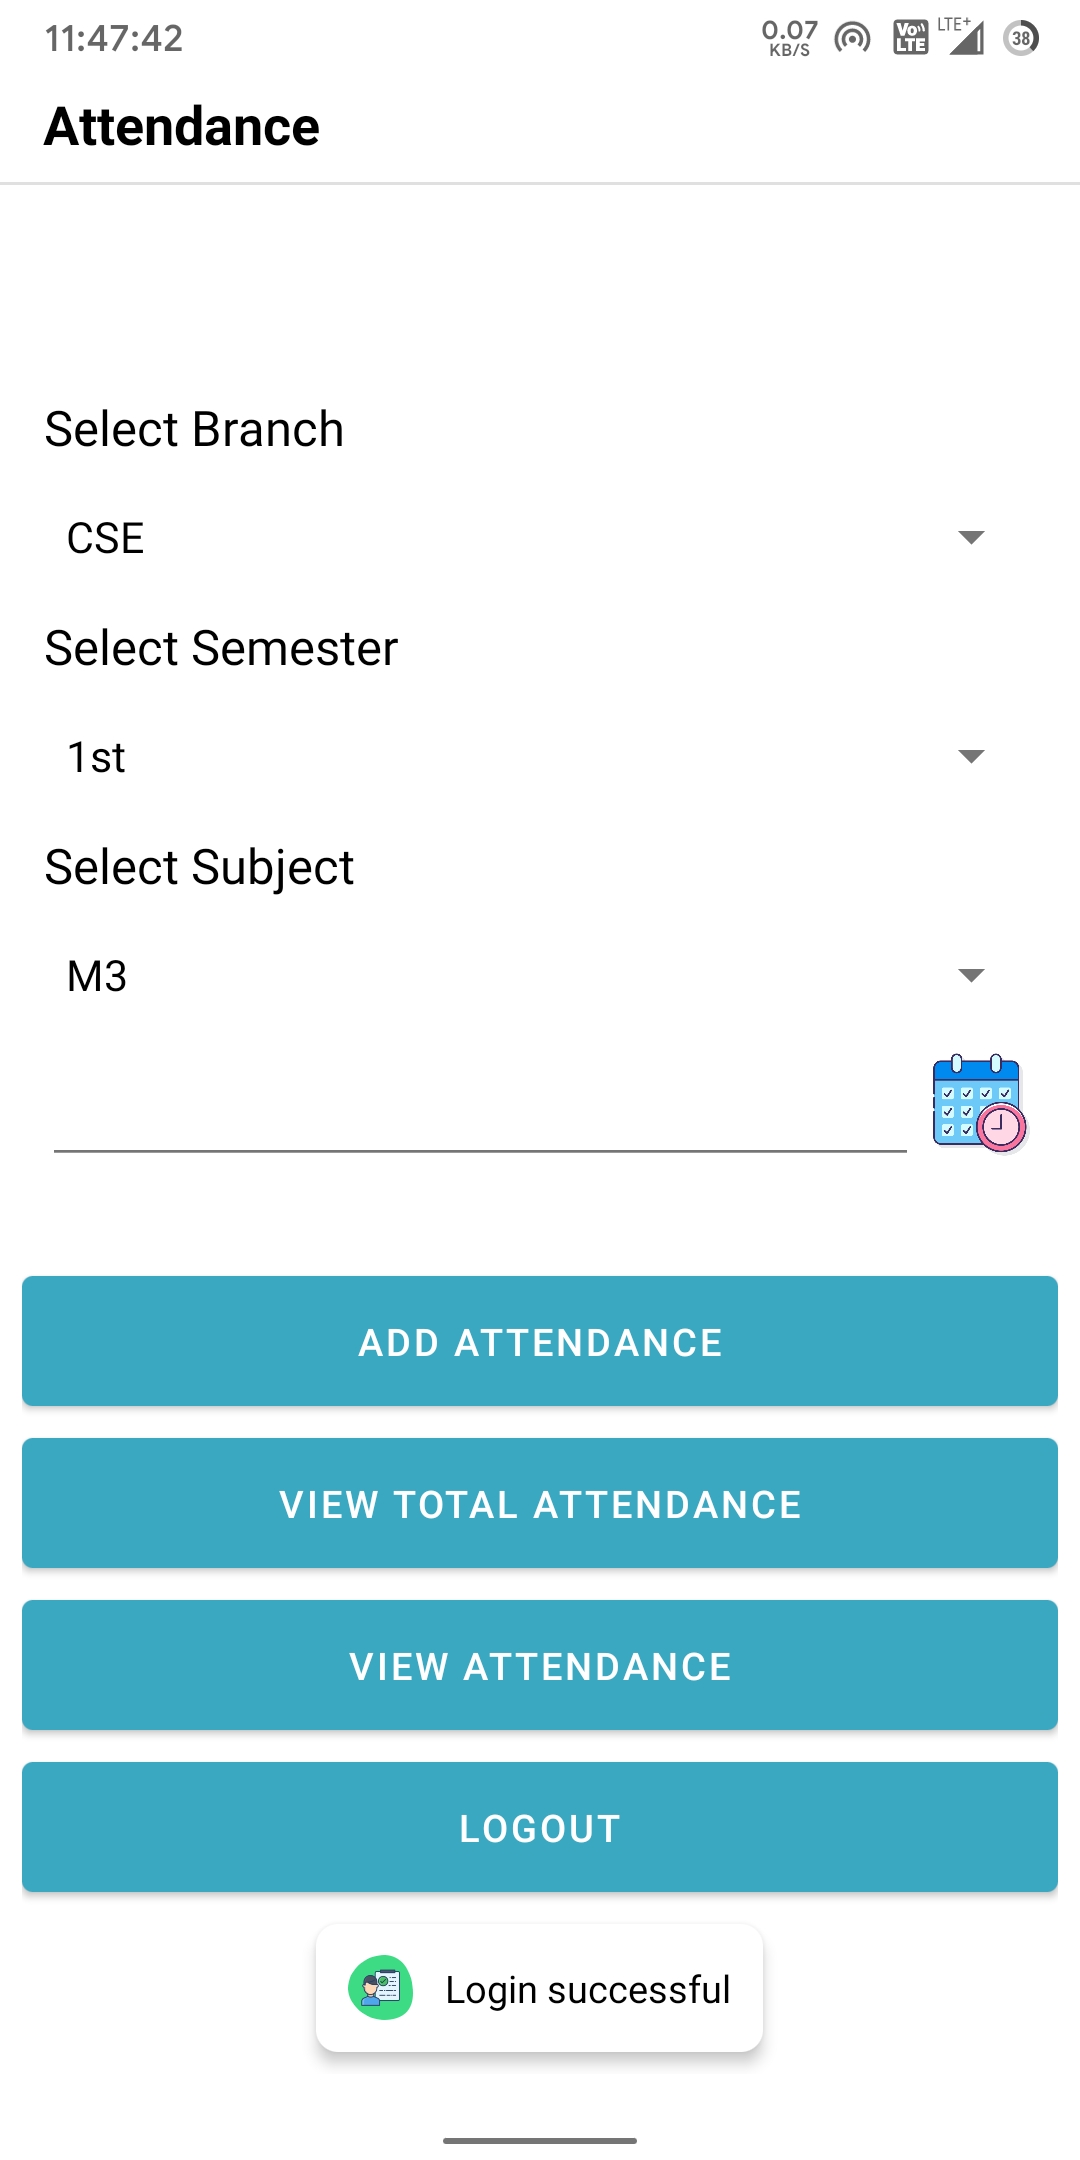 11:47:42
0.07
KB/S
Vo
LTE
LTE+
38
Attendance
Select Branch
CSE
Select Semester
1st
Select Subject
M3
ADD ATTENDANCE
VIEW TOTAL ATTENDANCE
VIEW ATTENDANCE
LOGOUT
Login successful